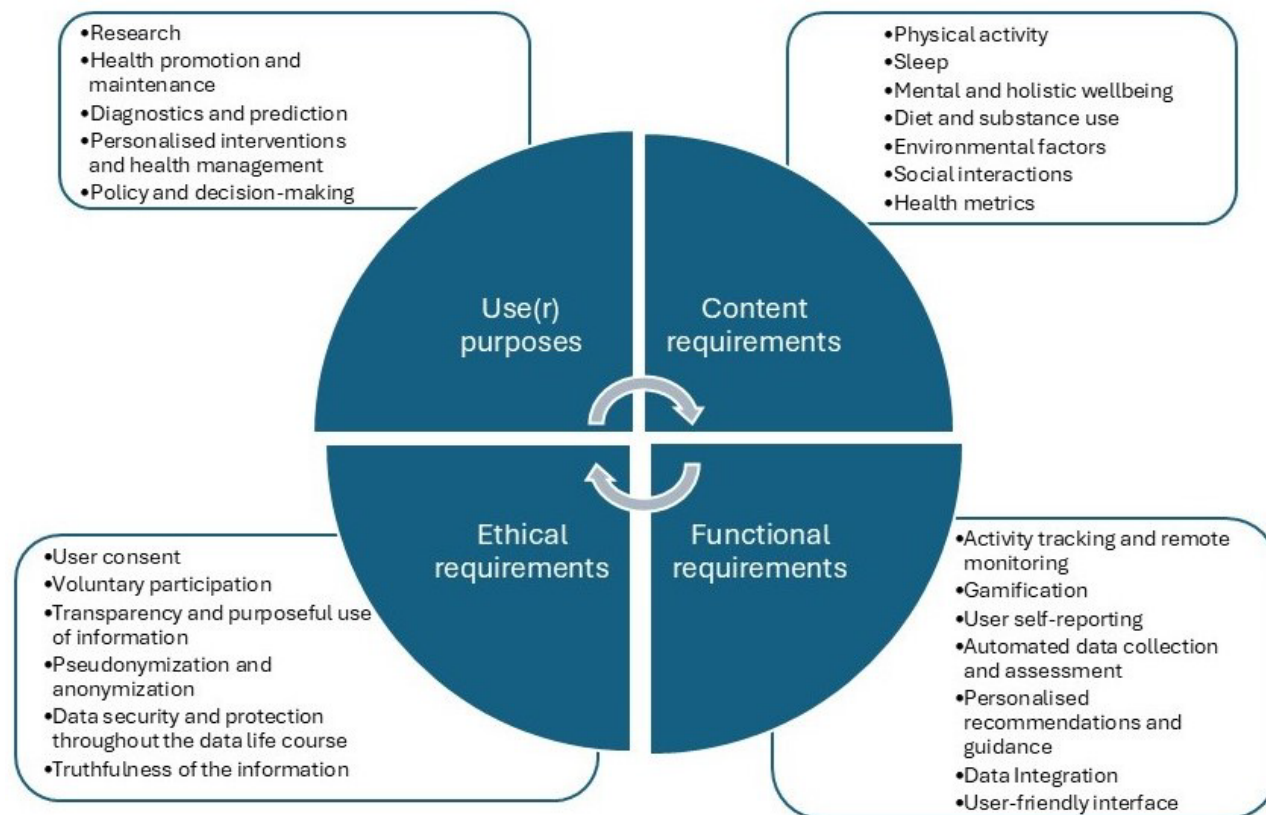 •Research
•Health promotion and
maintenance
•Diagnostics and prediction
•Personalised interventions
and health management
•Policy and decision-making
•Physical activity
•Sleep
•Mental and holistic wellbeing
•Diet and substance use
•Environmental factors
•Social interactions
•Health metrics
Use(r)
purposes
Content
requirements
Ethical
requirements
Functional
requirements
•User consent
•Voluntary participation
•Transparency and purposeful use
of information
•Pseudonymization and
anonymization
•Data security and protection
throughout the data life course
•Truthfulness of the information
•Activity tracking and remote
monitoring
•Gamification
•User self-reporting
•Automated data collection
and assessment
•Personalised
recommendations and
guidance
•Data Integration
•User-friendly interface